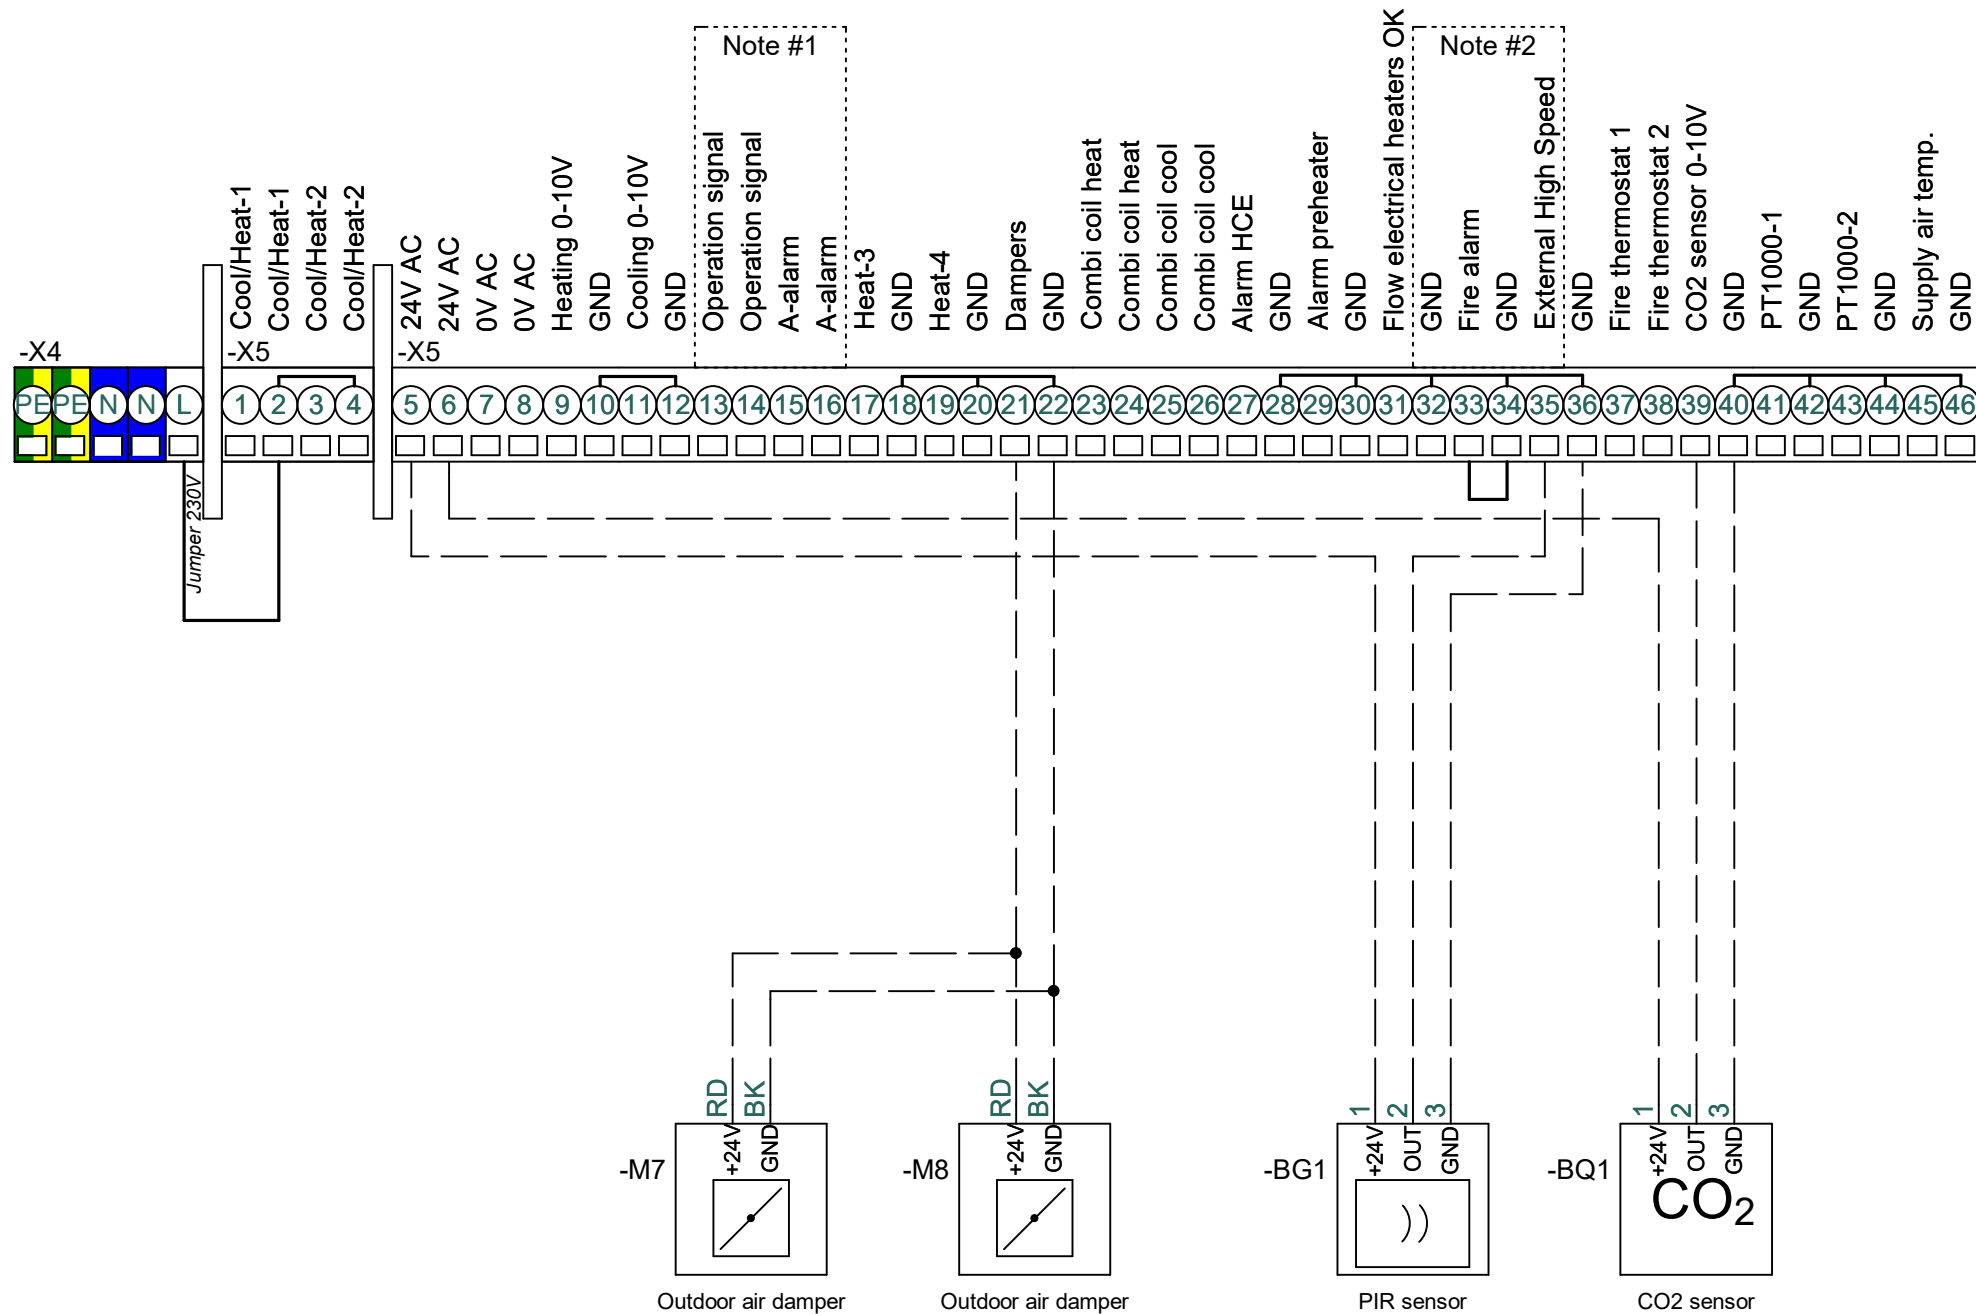 Note #1
Note #2
Cool/Heat-1
Cool/Heat-1
Cool/Heat-2
Cool/Heat-2
24V AC
24V AC
0V AC
0V AC
Heating 0-10V
GND
Cooling 0-10V
GND
Operation signal
Operation signal
A-alarm
A-alarm
Heat-3
GND
Heat-4
GND
Dampers
GND
Combi coil heat
Combi coil heat
Combi coil cool
Combi coil cool
Alarm HCE
GND
Alarm preheater
GND
Flow electrical heaters OK
GND
Fire alarm
GND
External High Speed
GND
Fire thermostat 1
Fire thermostat 2
CO2 sensor 0-10V
GND
PT1000-1
GND
PT1000-2
GND
Supply air temp.
GND
-X4 -X5 -X5
PE PE N N L 1 2 3 4 5 6 7 8 9 10 11 12 13 14 15 16 17 18 19 20 21 22 23 24 25 26 27 28 29 30 31 32 33 34 35 36 37 38 39 40 41 42 43 44 45 46
Jumper 230V
RD BK RD BK 1 2 3 1 2 3
+24V GND +24V GND +24V OUT GND +24V OUT GND
-M7 -M8 -BG1 -BQ1
CO2
Outdoor air damper Outdoor air damper PIR sensor CO2 sensor